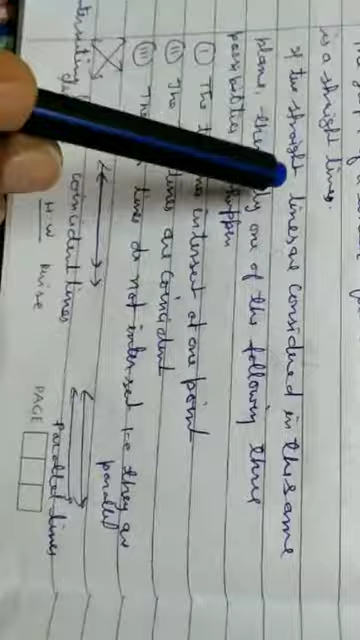 is a straight line.
If two straight lines are considered in the same
plane, then only one of the following three
possibilities happen
(i) The lines intersect at one point
(ii) The lines are coincident
(iii) The lines do not intersect i.e they are
parallel
coincident lines
parallel lines
H.W
PAGE